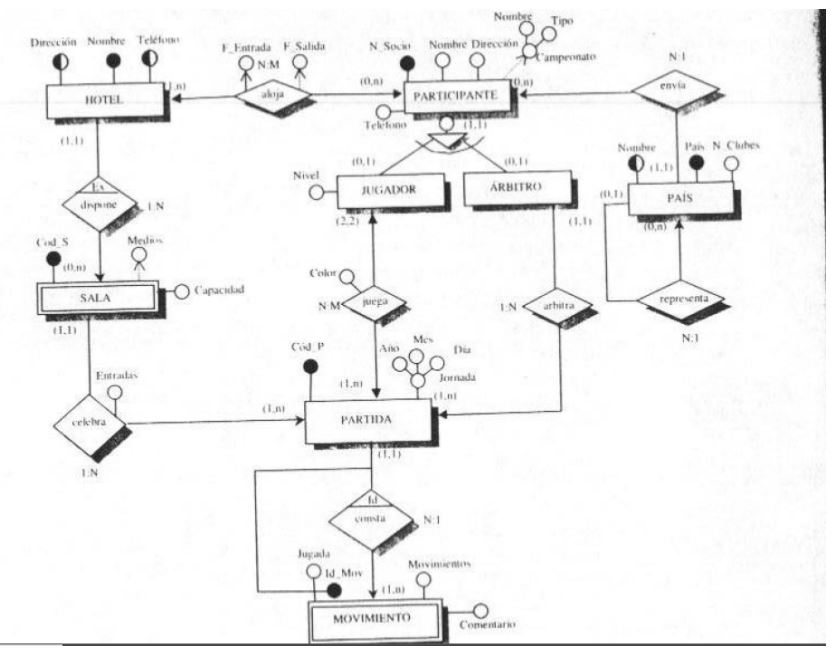 Nombre
Tipo
Dirección Nombre Teléfono
F_Entrada F_Salida
N_Socio Nombre Dirección
Campeonato
N:M
N:1
(0,n)
(0,n)
HOTEL
aloja
PARTICIPANTE
envía
Teléfono
(1,1)
(1,1)
Nombre País N_Clubes
(0,1)
(0,1)
(1,1)
Ex
dispone
1:N
Nivel
JUGADOR
ÁRBITRO
(0,1)
PAÍS
(2,2)
(1,1)
(0,n)
Cod_S
Medios
(0,n)
SALA
Capacidad
Color
juega
N:M
1:N
arbitra
representa
(1,1)
N:1
Cód_P
Año
Mes
Día
Jornada
Entradas
(1,n)
(1,n)
(1,n)
celebra
PARTIDA
1:N
(1,1)
Id
consta
N:1
Jugada
Id_Mov
Movimientos
(1,n)
MOVIMIENTO
Comentario